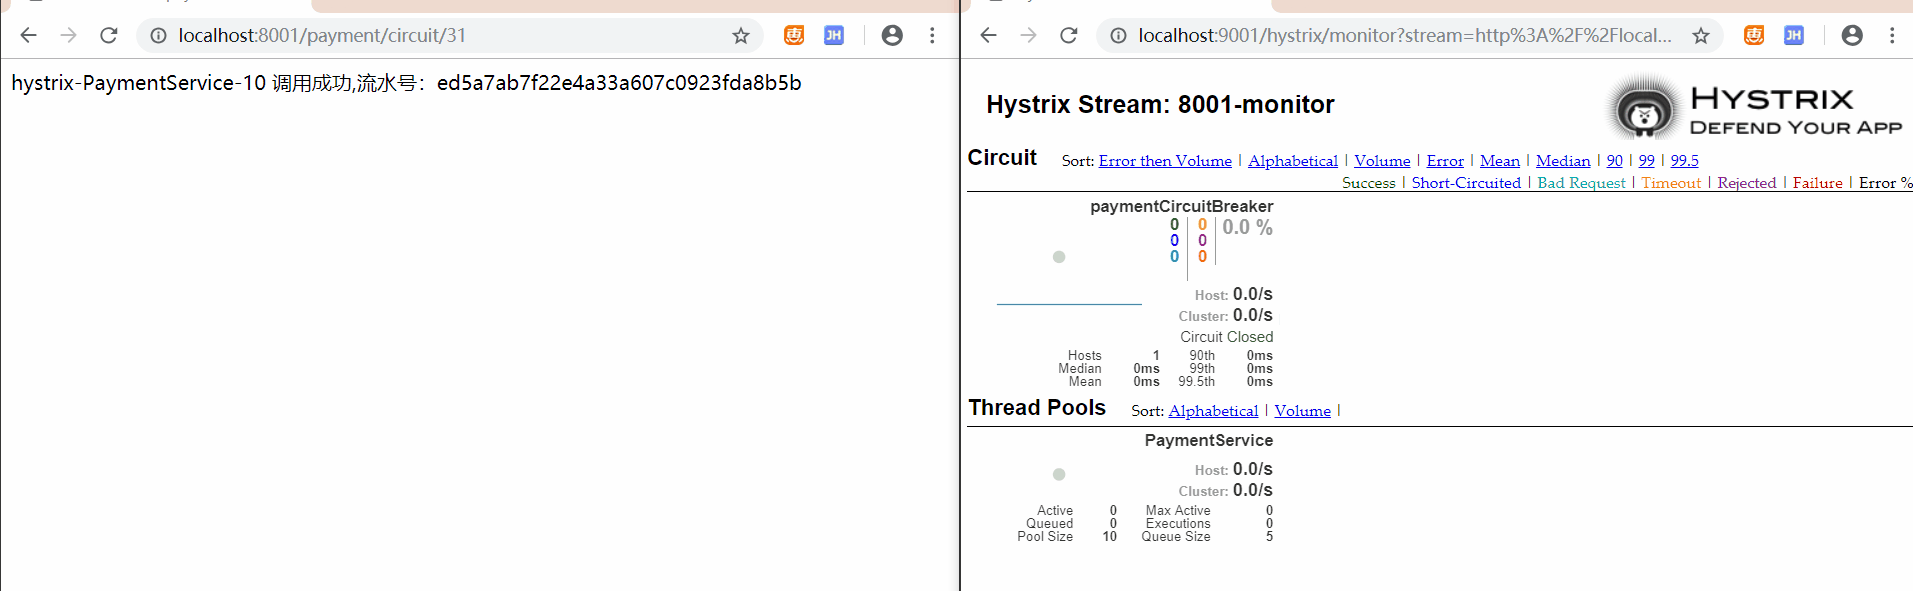 localhost:8001/payment/circuit/31
hystrix-PaymentService-10 调用成功,流水号：ed5a7ab7f22e4a33a607c0923fda8b5b
localhost:9001/hystrix/monitor?stream=http%3A%2F%2Flocal...
JH
JH
Hystrix Stream: 8001-monitor
HYSTRIX
DEFEND YOUR APP
Circuit Sort: Error then Volume | Alphabetical | Volume | Error | Mean | Median | 90 | 99 | 99.5
Success | Short-Circuited | Bad Request | Timeout | Rejected | Failure | Error %
paymentCircuitBreaker
0 0 0.0 %
0 0
0 0
Host: 0.0/s
Cluster: 0.0/s
Circuit Closed
Hosts 1 90th 0ms
Median 0ms 99th 0ms
Mean 0ms 99.5th 0ms
Thread Pools Sort: Alphabetical | Volume |
PaymentService
Host: 0.0/s
Cluster: 0.0/s
Active 0 Max Active 0
Queued 0 Executions 0
Pool Size 10 Queue Size 5